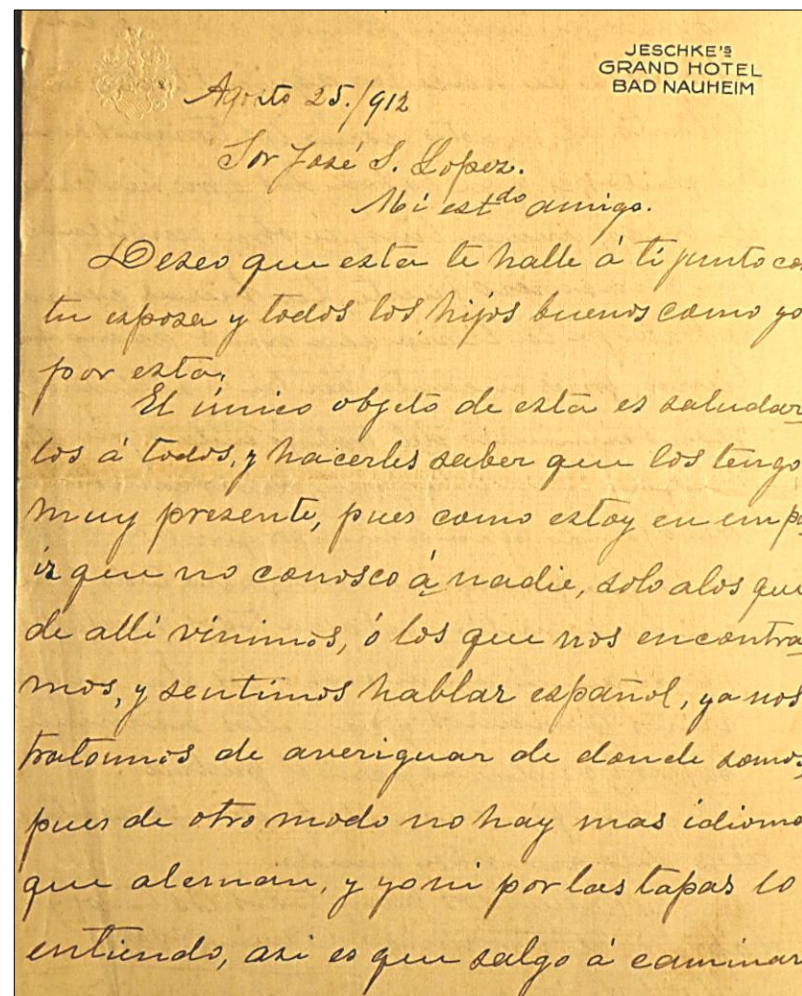 JESCHKE'S
GRAND HOTEL
BAD NAUHEIM
Agosto 25./912
Sor José S. Lopez.
Mi estdo amigo.
Deseo que esta te halle á ti junto con
tu esposa y todos los hijos buenos como yo
por esta.
El único objeto de esta es saludar
los á todos, y hacerles saber que los tengo
muy presente, pues como estoy en un pa
is que no conosco á nadie, solo alos que
de alli vinimos, ó los que nos encontra
mos, y sentimos hablar español, ya nos
tratamos de averiguar de donde somos,
pues de otro modo no hay mas idioma
que aleman, y yo ni por las tapas lo
entiendo, asi es que salgo á caminar